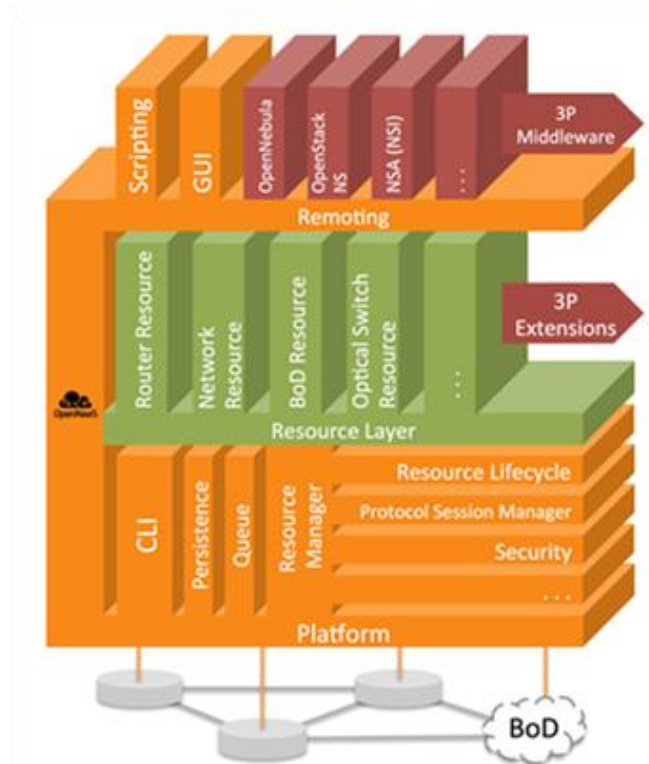 Scripting
GUI
OpenNebula
OpenStack
NS
NSA (NSI)
...
3P
Middleware
Remoting
Router Resource
Network
Resource
BoD Resource
Optical Switch
Resource
...
3P
Extensions
OpenNaaS
Resource Layer
CLI
Persistence
Queue
Resource
Manager
Resource Lifecycle
Protocol Session Manager
Security
...
Platform
BoD